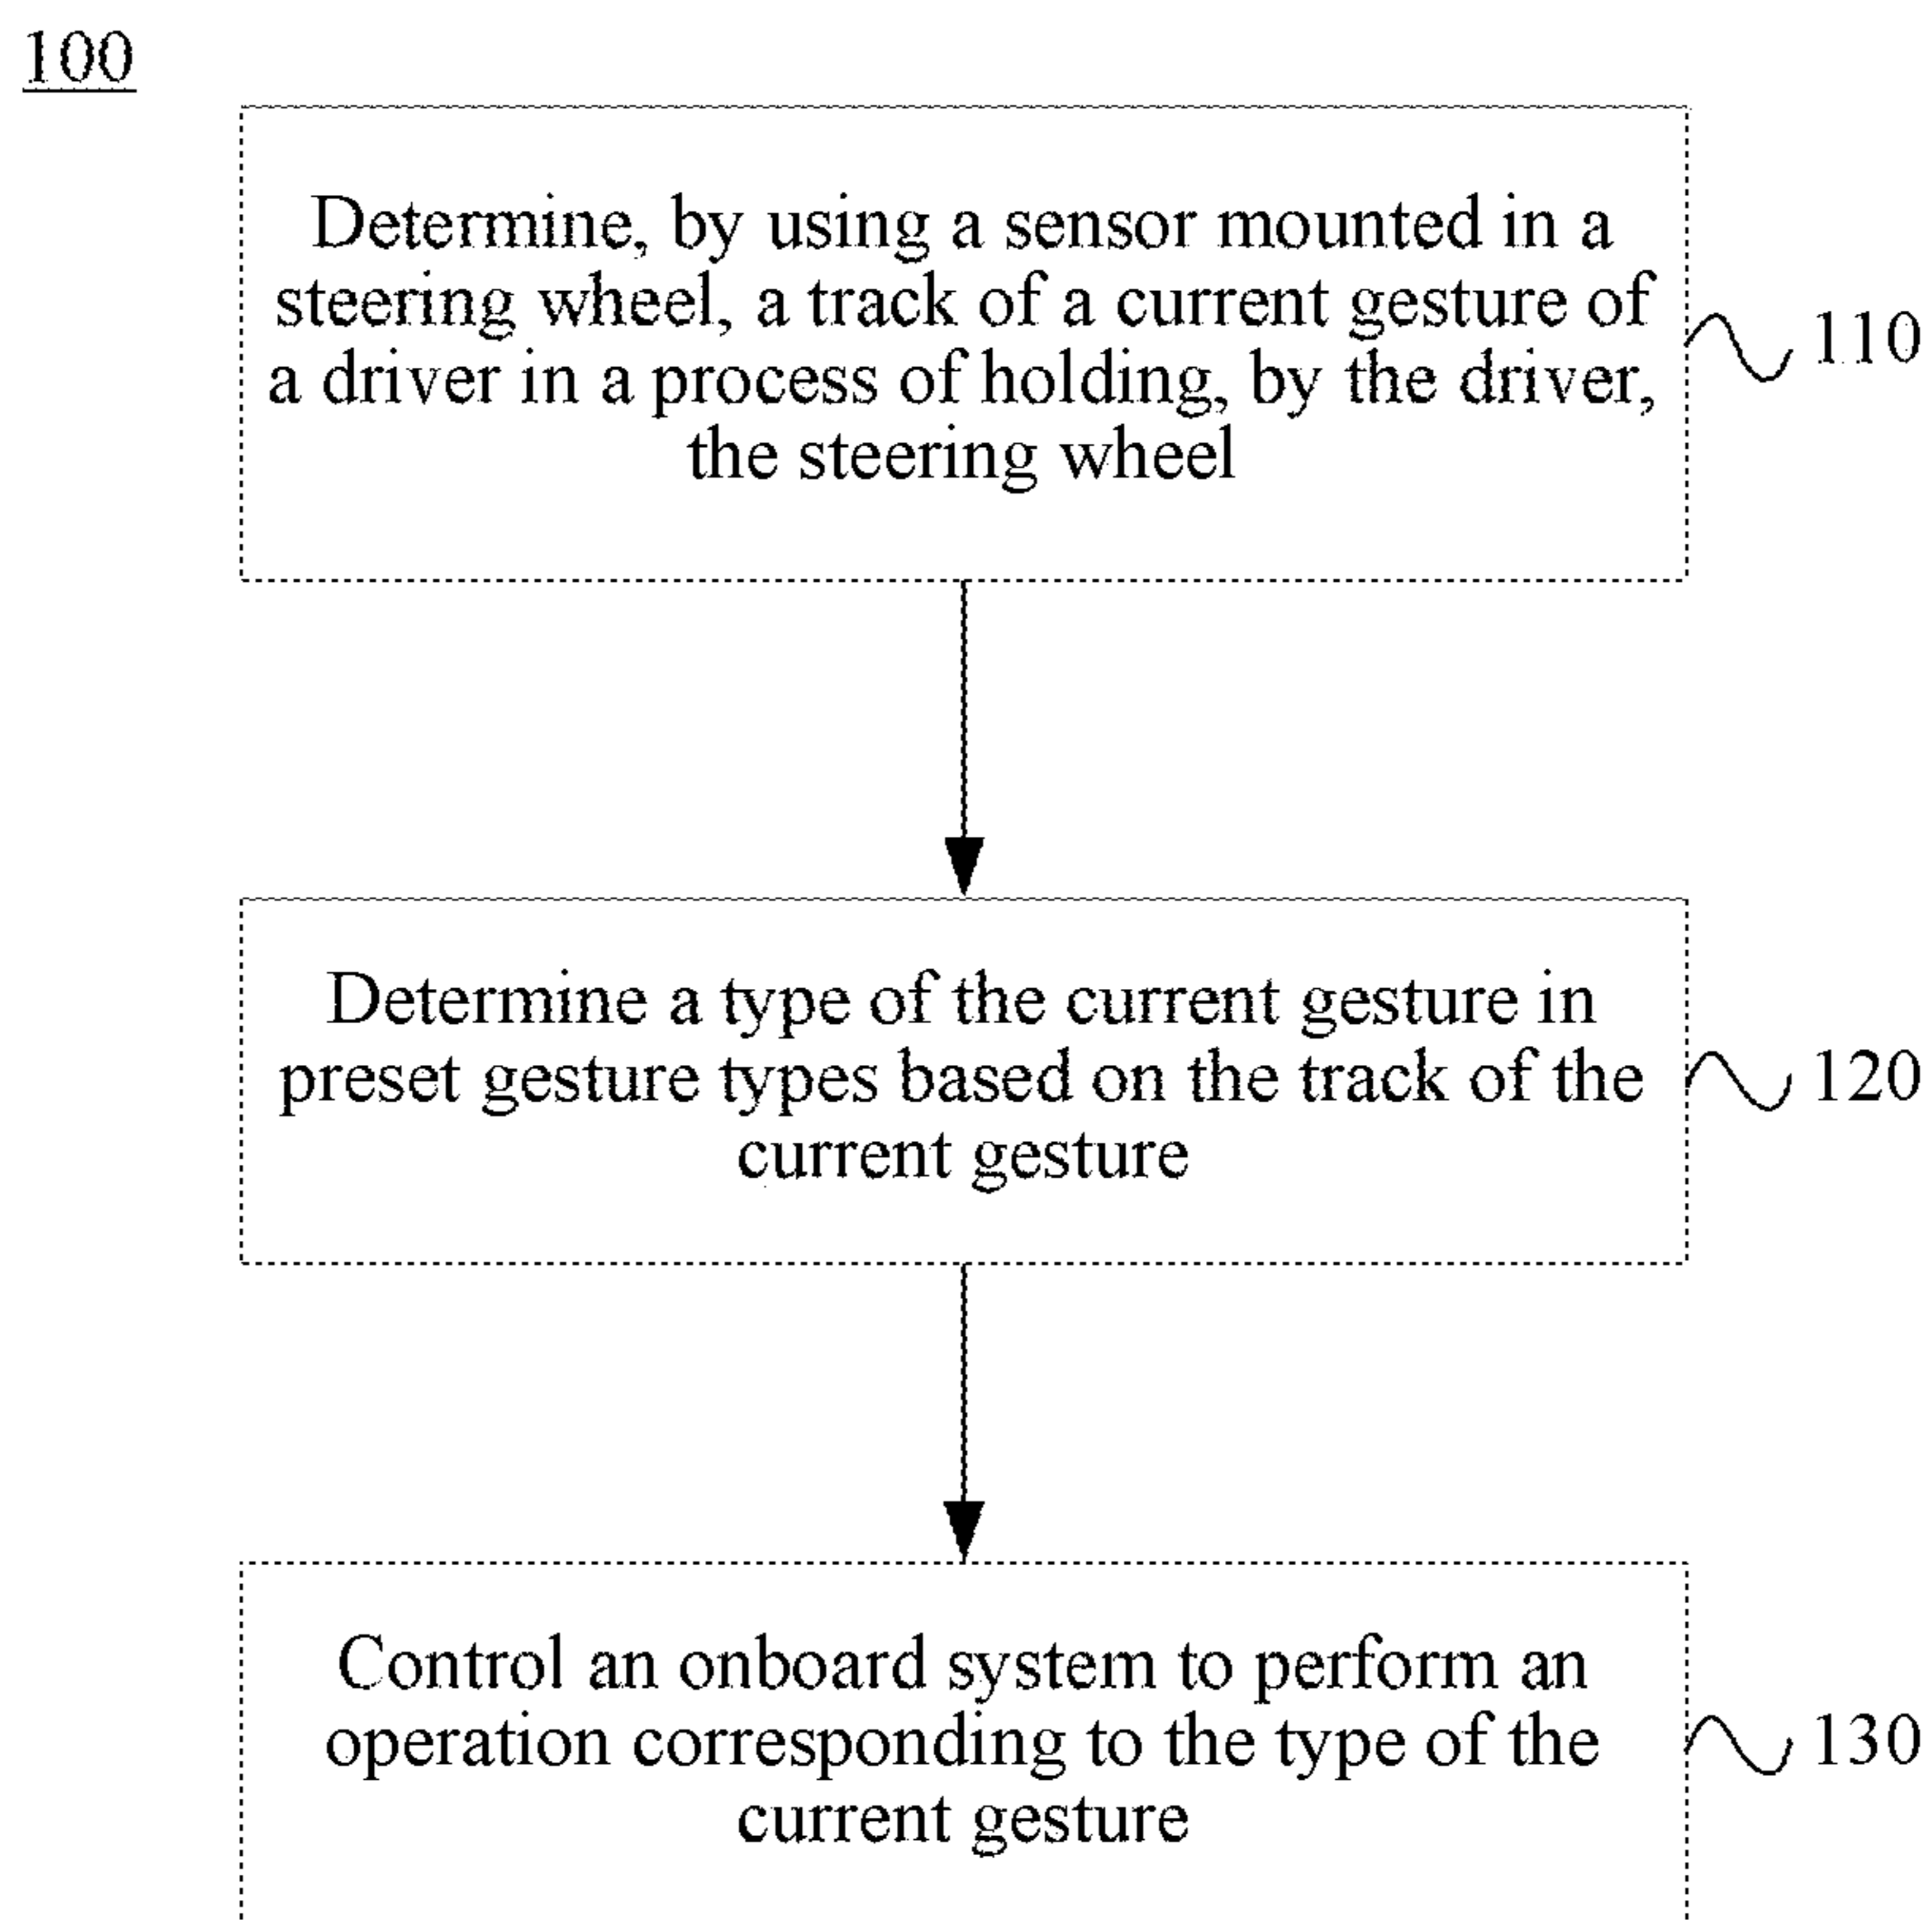 100
Determine, by using a sensor mounted in a
steering wheel, a track of a current gesture of
a driver in a process of holding, by the driver,
the steering wheel
110
Determine a type of the current gesture in
preset gesture types based on the track of the
current gesture
120
Control an onboard system to perform an
operation corresponding to the type of the
current gesture
130